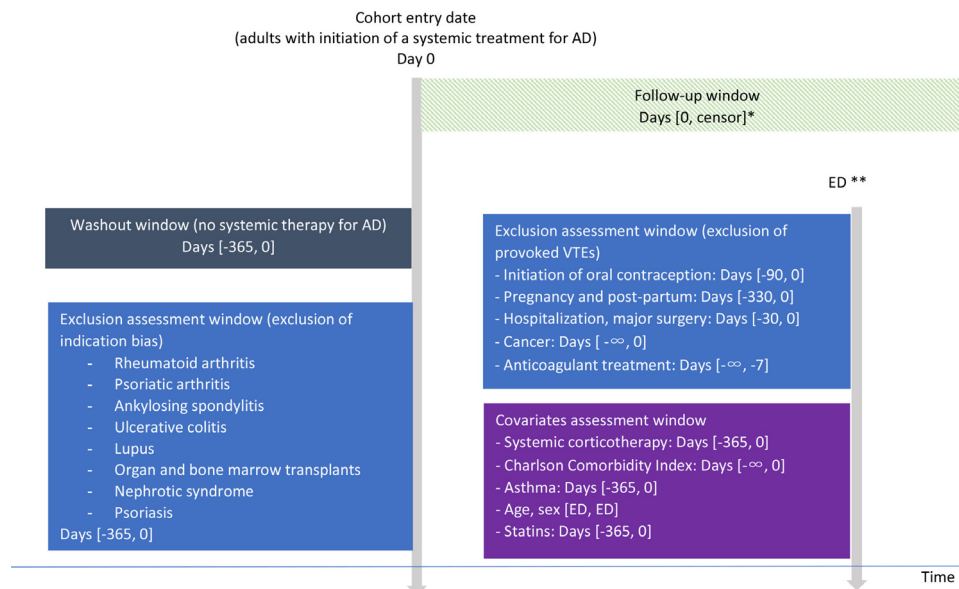 Cohort entry date
(adults with initiation of a systemic treatment for AD)
Day 0
Follow-up window
Days [0, censor]*
ED **
Washout window (no systemic therapy for AD)
Days [-365, 0]
Exclusion assessment window (exclusion of
indication bias)
- Rheumatoid arthritis
- Psoriatic arthritis
- Ankylosing spondylitis
- Ulcerative colitis
- Lupus
- Organ and bone marrow transplants
- Nephrotic syndrome
- Psoriasis
Days [-365, 0]
Exclusion assessment window (exclusion of
provoked VTEs)
- Initiation of oral contraception: Days [-90, 0]
- Pregnancy and post-partum: Days [-330, 0]
- Hospitalization, major surgery: Days [-30, 0]
- Cancer: Days [ -∞, 0]
- Anticoagulant treatment: Days [-∞, -7]
Covariates assessment window
- Systemic corticotherapy: Days [-365, 0]
- Charlson Comorbidity Index: Days [-∞, 0]
- Asthma: Days [-365, 0]
- Age, sex [ED, ED]
- Statins: Days [-365, 0]
Time